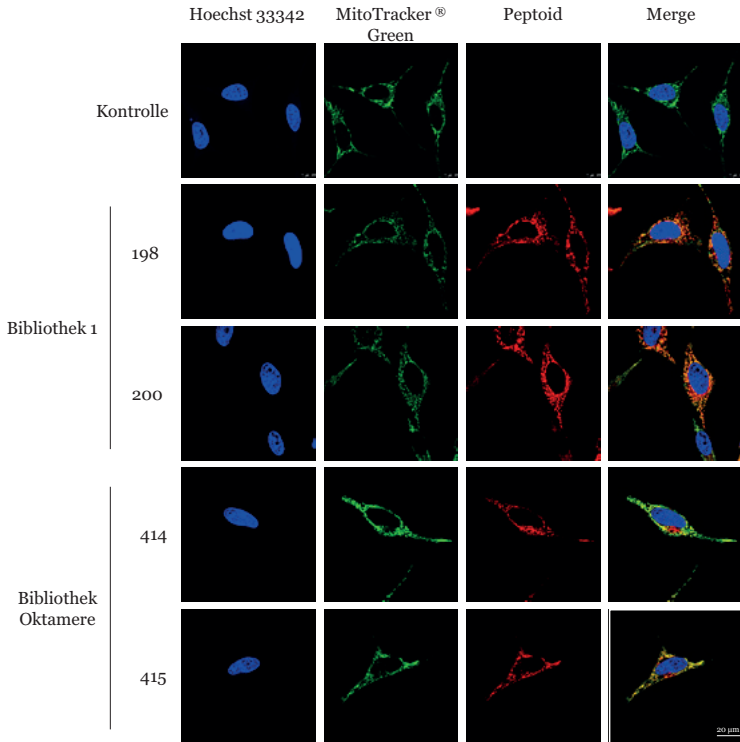 Hoechst 33342
MitoTracker ®
Green
Peptoid
Merge
Kontrolle
198
Bibliothek 1
200
414
Bibliothek
Oktamere
415
20 µm